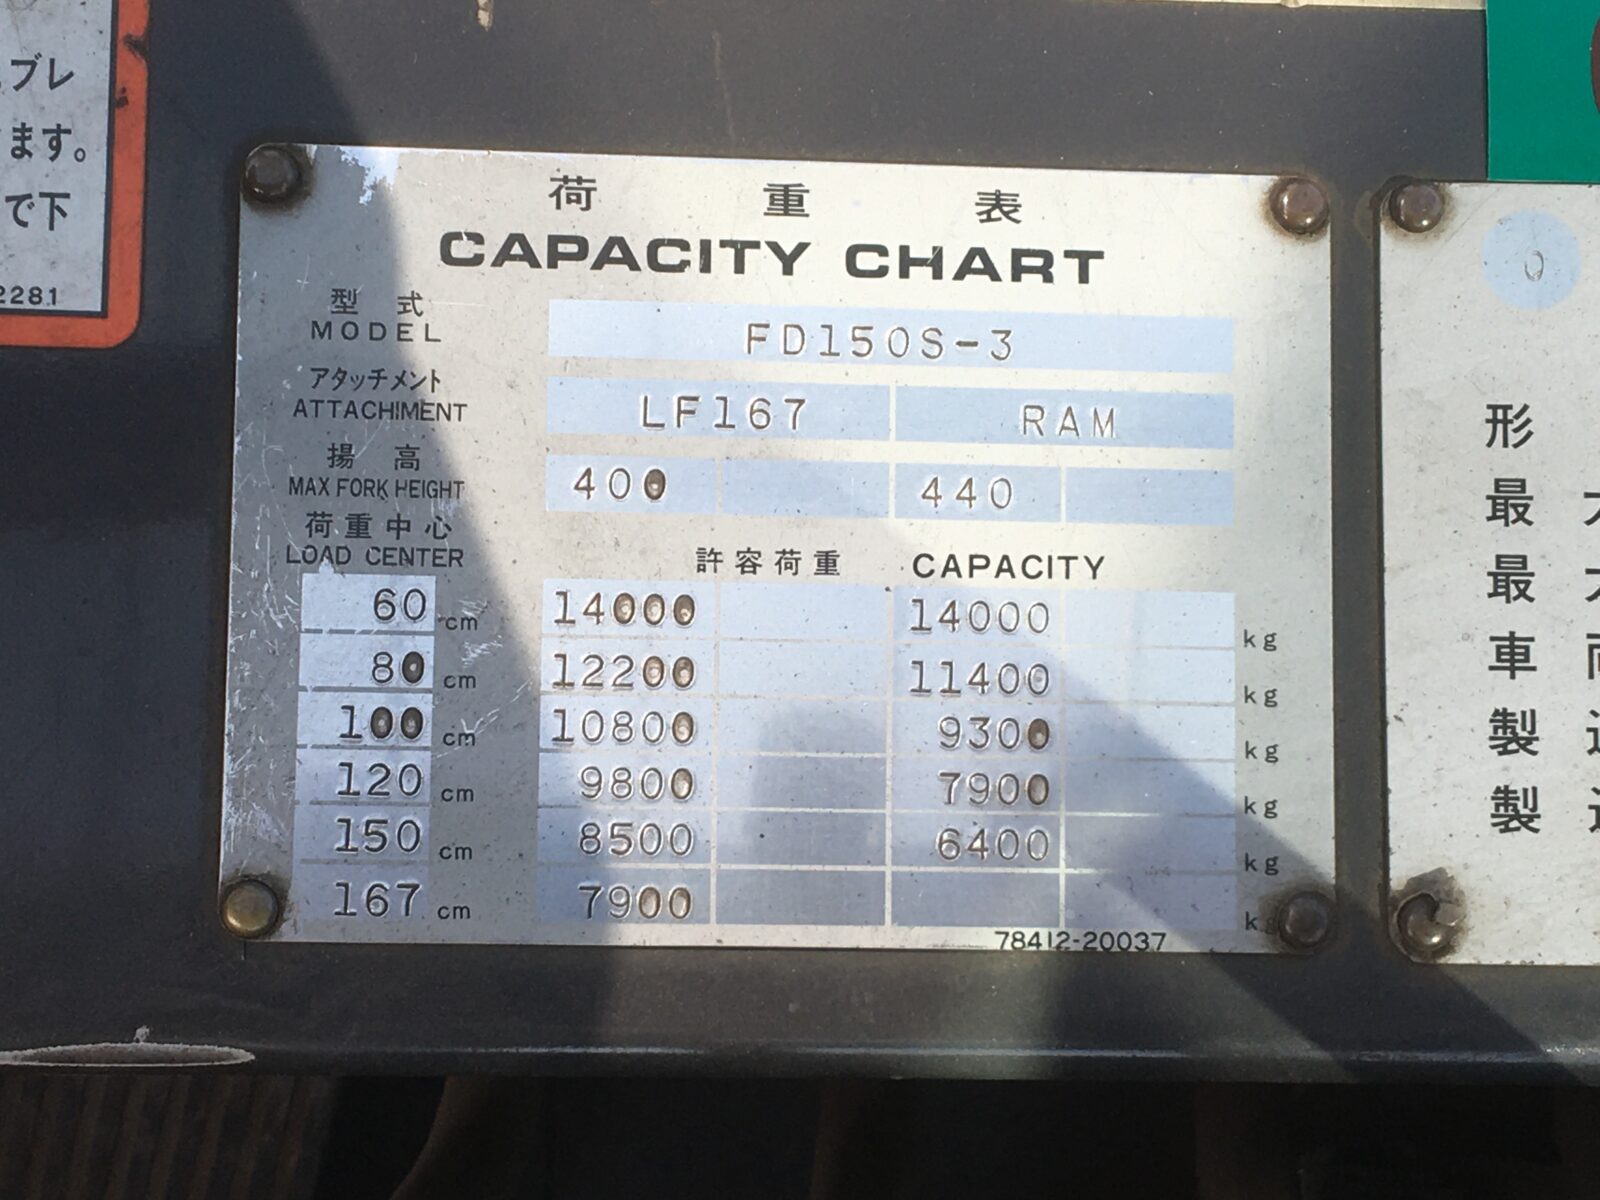 ブレ
ます。
で下
2281
荷重表
CAPACITY CHART
型式
MODEL
FD150S-3
アタッチメント
ATTACHIMENT
LF167 RAM
揚高
MAX FORK HEIGHT
400 440
荷重中心
LOAD CENTER
許容荷重 CAPACITY
60 cm 14000 14000 kg
80 cm 12200 11400 kg
100 cm 10800 9300 kg
120 cm 9800 7900 kg
150 cm 8500 6400 kg
167 cm 7900
78412-20037
形
最
最
車
製
製